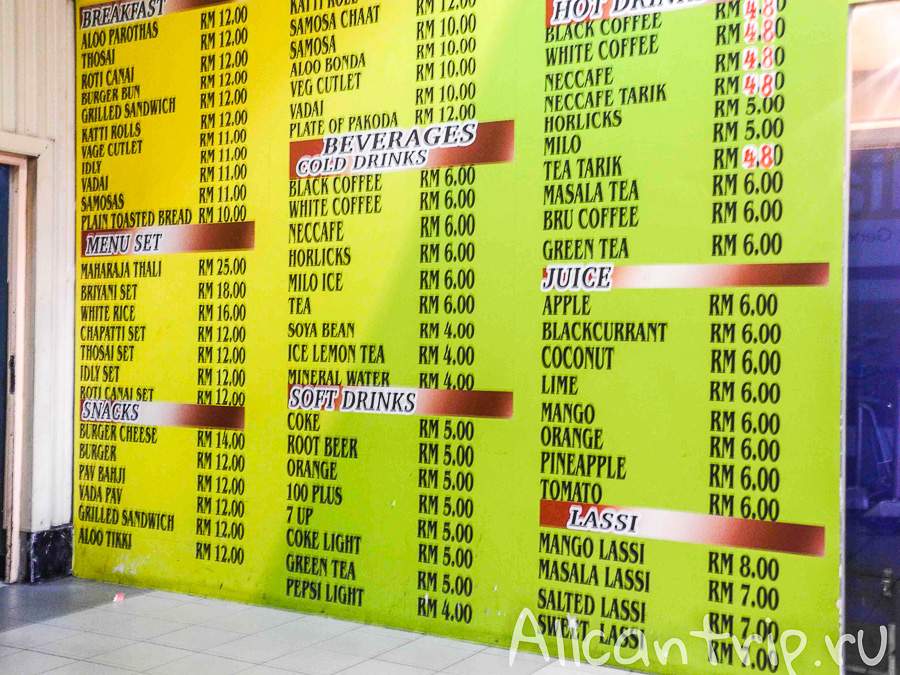 BREAKFAST
ALOO PAROTHAS RM 12.00
THOSAI RM 12.00
ROTI CANAI RM 12.00
BURGER BUN RM 12.00
GRILLED SANDWICH RM 12.00
KATTI ROLLS RM 12.00
VAGE CUTLET RM 11.00
IDLY RM 11.00
VADAI RM 11.00
SAMOSAS RM 11.00
PLAIN TOASTED BREAD RM 10.00
MENU SET
MAHARAJA THALI RM 25.00
BRIYANI SET RM 18.00
WHITE RICE RM 16.00
CHAPATTI SET RM 12.00
THOSAI SET RM 12.00
IDLY SET RM 12.00
ROTI CANAI SET RM 12.00
SNACKS
BURGER CHEESE RM 14.00
BURGER RM 12.00
PAV BAHJI RM 12.00
VADA PAV RM 12.00
GRILLED SANDWICH RM 12.00
ALOO TIKKI RM 12.00
KATTI ROLL
SAMOSA CHAAT RM 12.00
SAMOSA RM 10.00
ALOO BONDA RM 10.00
VEG CUTLET RM 10.00
VADAI RM 10.00
PLATE OF PAKODA RM 12.00
BEVERAGES
COLD DRINKS
BLACK COFFEE RM 6.00
WHITE COFFEE RM 6.00
NECCAFE RM 6.00
HORLICKS RM 6.00
MILO ICE RM 6.00
TEA RM 6.00
SOYA BEAN RM 4.00
ICE LEMON TEA RM 4.00
MINERAL WATER RM 4.00
SOFT DRINKS
COKE RM 5.00
ROOT BEER RM 5.00
ORANGE RM 5.00
100 PLUS RM 5.00
7 UP RM 5.00
COKE LIGHT RM 5.00
GREEN TEA RM 5.00
PEPSI LIGHT RM 4.00
HOT DRINKS
BLACK COFFEE RM 4.80
WHITE COFFEE RM 4.80
NECCAFE RM 4.80
NECCAFE TARIK RM 4.80
HORLICKS RM 5.00
MILO RM 5.00
TEA TARIK RM 4.80
MASALA TEA RM 6.00
BRU COFFEE RM 6.00
GREEN TEA RM 6.00
JUICE
APPLE RM 6.00
BLACKCURRANT RM 6.00
COCONUT RM 6.00
LIME RM 6.00
MANGO RM 6.00
ORANGE RM 6.00
PINEAPPLE RM 6.00
TOMATO RM 6.00
LASSI
MANGO LASSI RM 8.00
MASALA LASSI RM 7.00
SALTED LASSI RM 7.00
SWEET LASSI RM 7.00
Alicantrip.ru